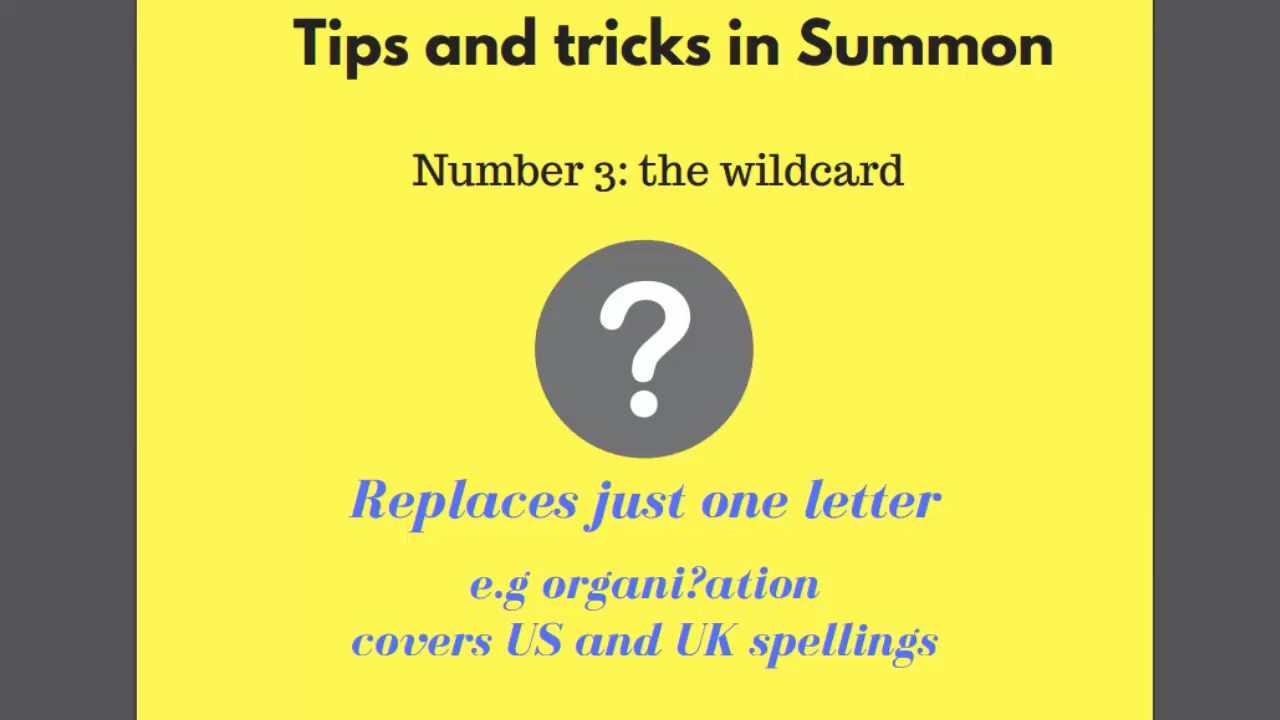 Tips and tricks in Summon
Number 3: the wildcard
?
Replaces just one letter
e.g organi?ation
covers US and UK spellings